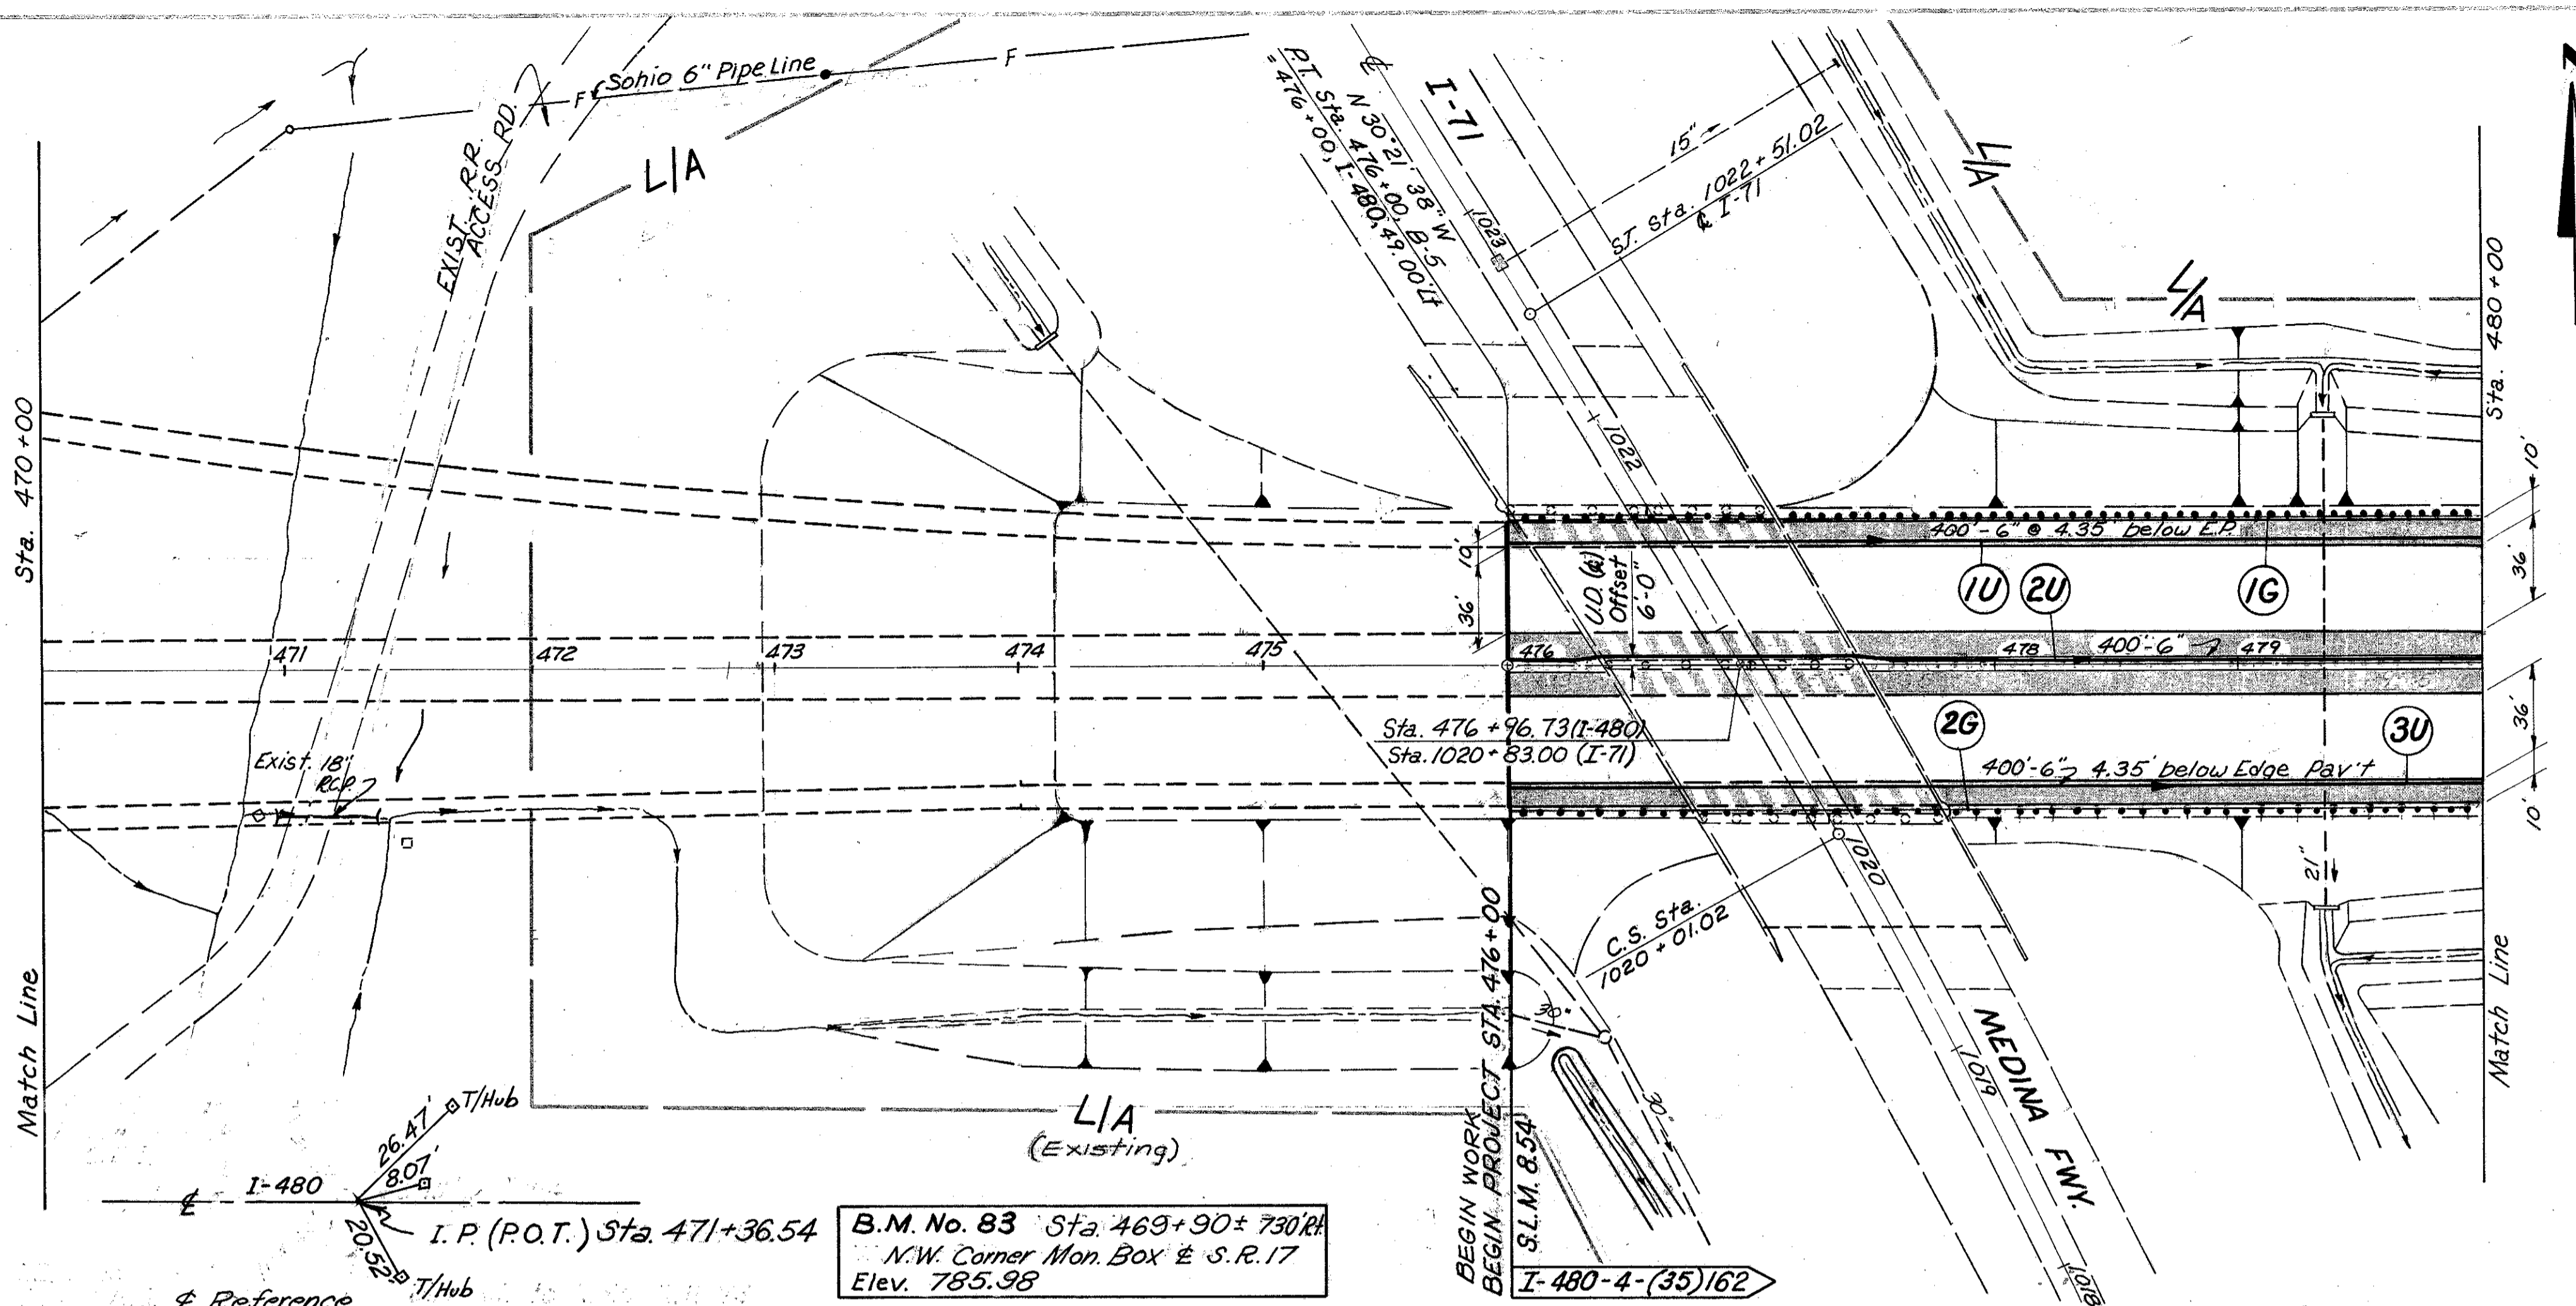 Sohio 6" Pipe Line
F
F
EXIST. R.R.
ACCESS RD.
L/A
P.T. Sta. 476+00, B-5
= 476+00, I-480, 49.00' Lt
N 30° 21' 38" W
℄
I-71
1023
15"
S.T. Sta. 1022+51.02
℄ I-71
L/A
L/A
N
Sta. 470+00
Sta. 480+00
1022
10'
36'
U.D. (℄)
Offset
6'-0"
400'-6" @ 4.35' below E.P.
1U
2U
1G
10'
36'
471
472
473
474
475
476
478
400'-6"
479
Sta. 476+96.73 (I-480)
Sta. 1020+83.00 (I-71)
2G
3U
400'-6" 4.35' below Edge Pav't
36'
10'
Exist. 18"
R.C.P.
1020
C.S. Sta.
1020+01.02
21"
30"
30"
Match Line
Match Line
1019
MEDINA FWY.
1018
L/A
(Existing)
BEGIN WORK
BEGIN PROJECT STA. 476+00
S.L.M. 8.54
I-480-4-(35)162
T/Hub
26.47'
8.07'
℄ I-480
20.52'
T/Hub
I.P. (P.O.T.) Sta. 471+36.54
℄ Reference
B.M. No. 83 Sta. 469+90± 730' Rt.
N.W. Corner Mon. Box ℄ S.R. 17
Elev. 785.98